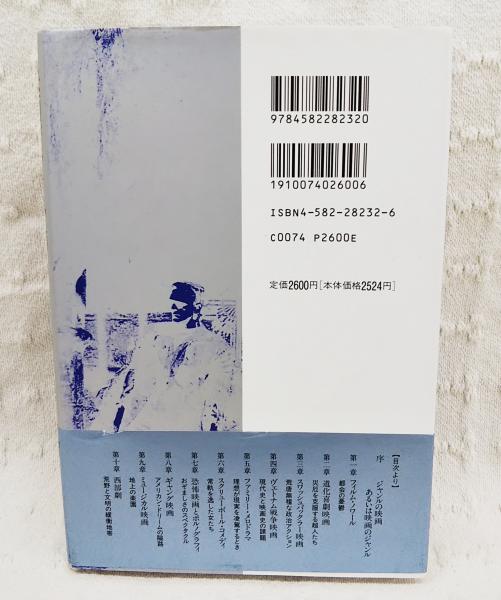 9784582282320
1910074026006
ISBN4-582-28232-6
C0074 P2600E
定価2600円[本体価格2524円]
【目次より】
序 ジャンルの映画
あるいは映画のジャンル
第一章 フィルム・ノワール
都会の憂鬱
第二章 道化喜劇映画
災厄を克服する超人たち
第三章 スワッシュバックラー映画
荒唐無稽な政治アクション
第四章 ヴェトナム戦争映画
現代史と映画史の課題
第五章 ファミリー・メロドラマ
理想が現実を凌駕するとき
第六章 スクリューボール・コメディ
常軌を逸した女たち
第七章 恐怖映画とポルノグラフィ
おぞましさのスペクタクル
第八章 ギャング映画
アメリカン・ドリームの隘路
第九章 ミュージカル映画
地上の楽園
第十章 西部劇
荒野と文明の緩衝地帯